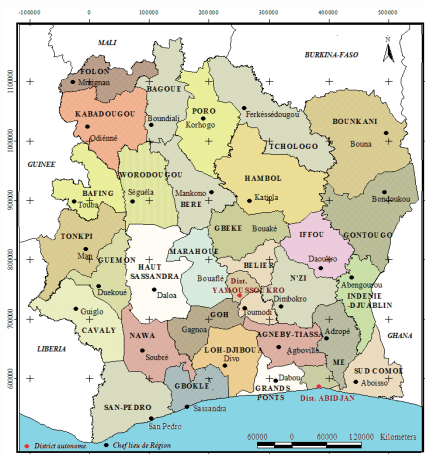 -100000 0 100000 200000 300000 400000 500000
MALI
BURKINA-FASO
N
FOLON
Minignan
BAGOUE
KABADOUGOU
Odiénné
Boundiali
PORO
Korhogo
Ferkéssédougou
TCHOLOGO
BOUNKANI
Bouna
GUINEE
WORODOUGOU
BAFING
Touba
Séguéla
Mankono
BERE
HAMBOL
Katiola
Bondoukou
GONTOUGO
TONKPI
Man
GUEMON
Duekoué
HAUT
SASSANDRA
Daloa
MARAHOUE
Bouaflé
GBEKE
Bouaké
IFFOU
Daoukro
BELIER
Dist.
YAMOUSSOUKRO
N'ZI
Dimbokro
Toumodi
Abengourou
INDENIE
-DJUABLIN
Guiglo
CAVALY
LIBERIA
NAWA
Soubré
GOH
Gagnoa
LOH-DJIBOUA
Divo
AGNEBY-TIASSA
Agboville
Adzopé
ME
GHANA
SUD COMOE
Aboisso
Dabou
GRANDS
PONTS
Dist. ABIDJAN
GBOKLE
Sassandra
SAN-PEDRO
San Pedro
1100000
1000000
900000
800000
700000
600000
60000 0 60000 120000 Kilometers
District autonome
Chef lieu de Région